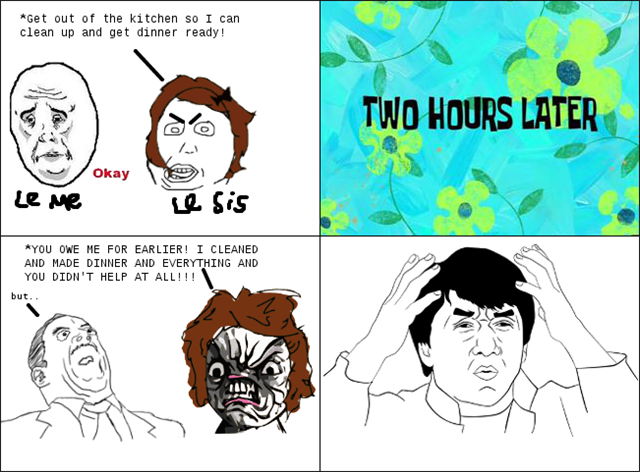 *Get out of the kitchen so I can
clean up and get dinner ready!
Okay
Le Me
Le Sis
TWO HOURS LATER
*YOU OWE ME FOR EARLIER! I CLEANED
AND MADE DINNER AND EVERYTHING AND
YOU DIDN'T HELP AT ALL!!!
but..